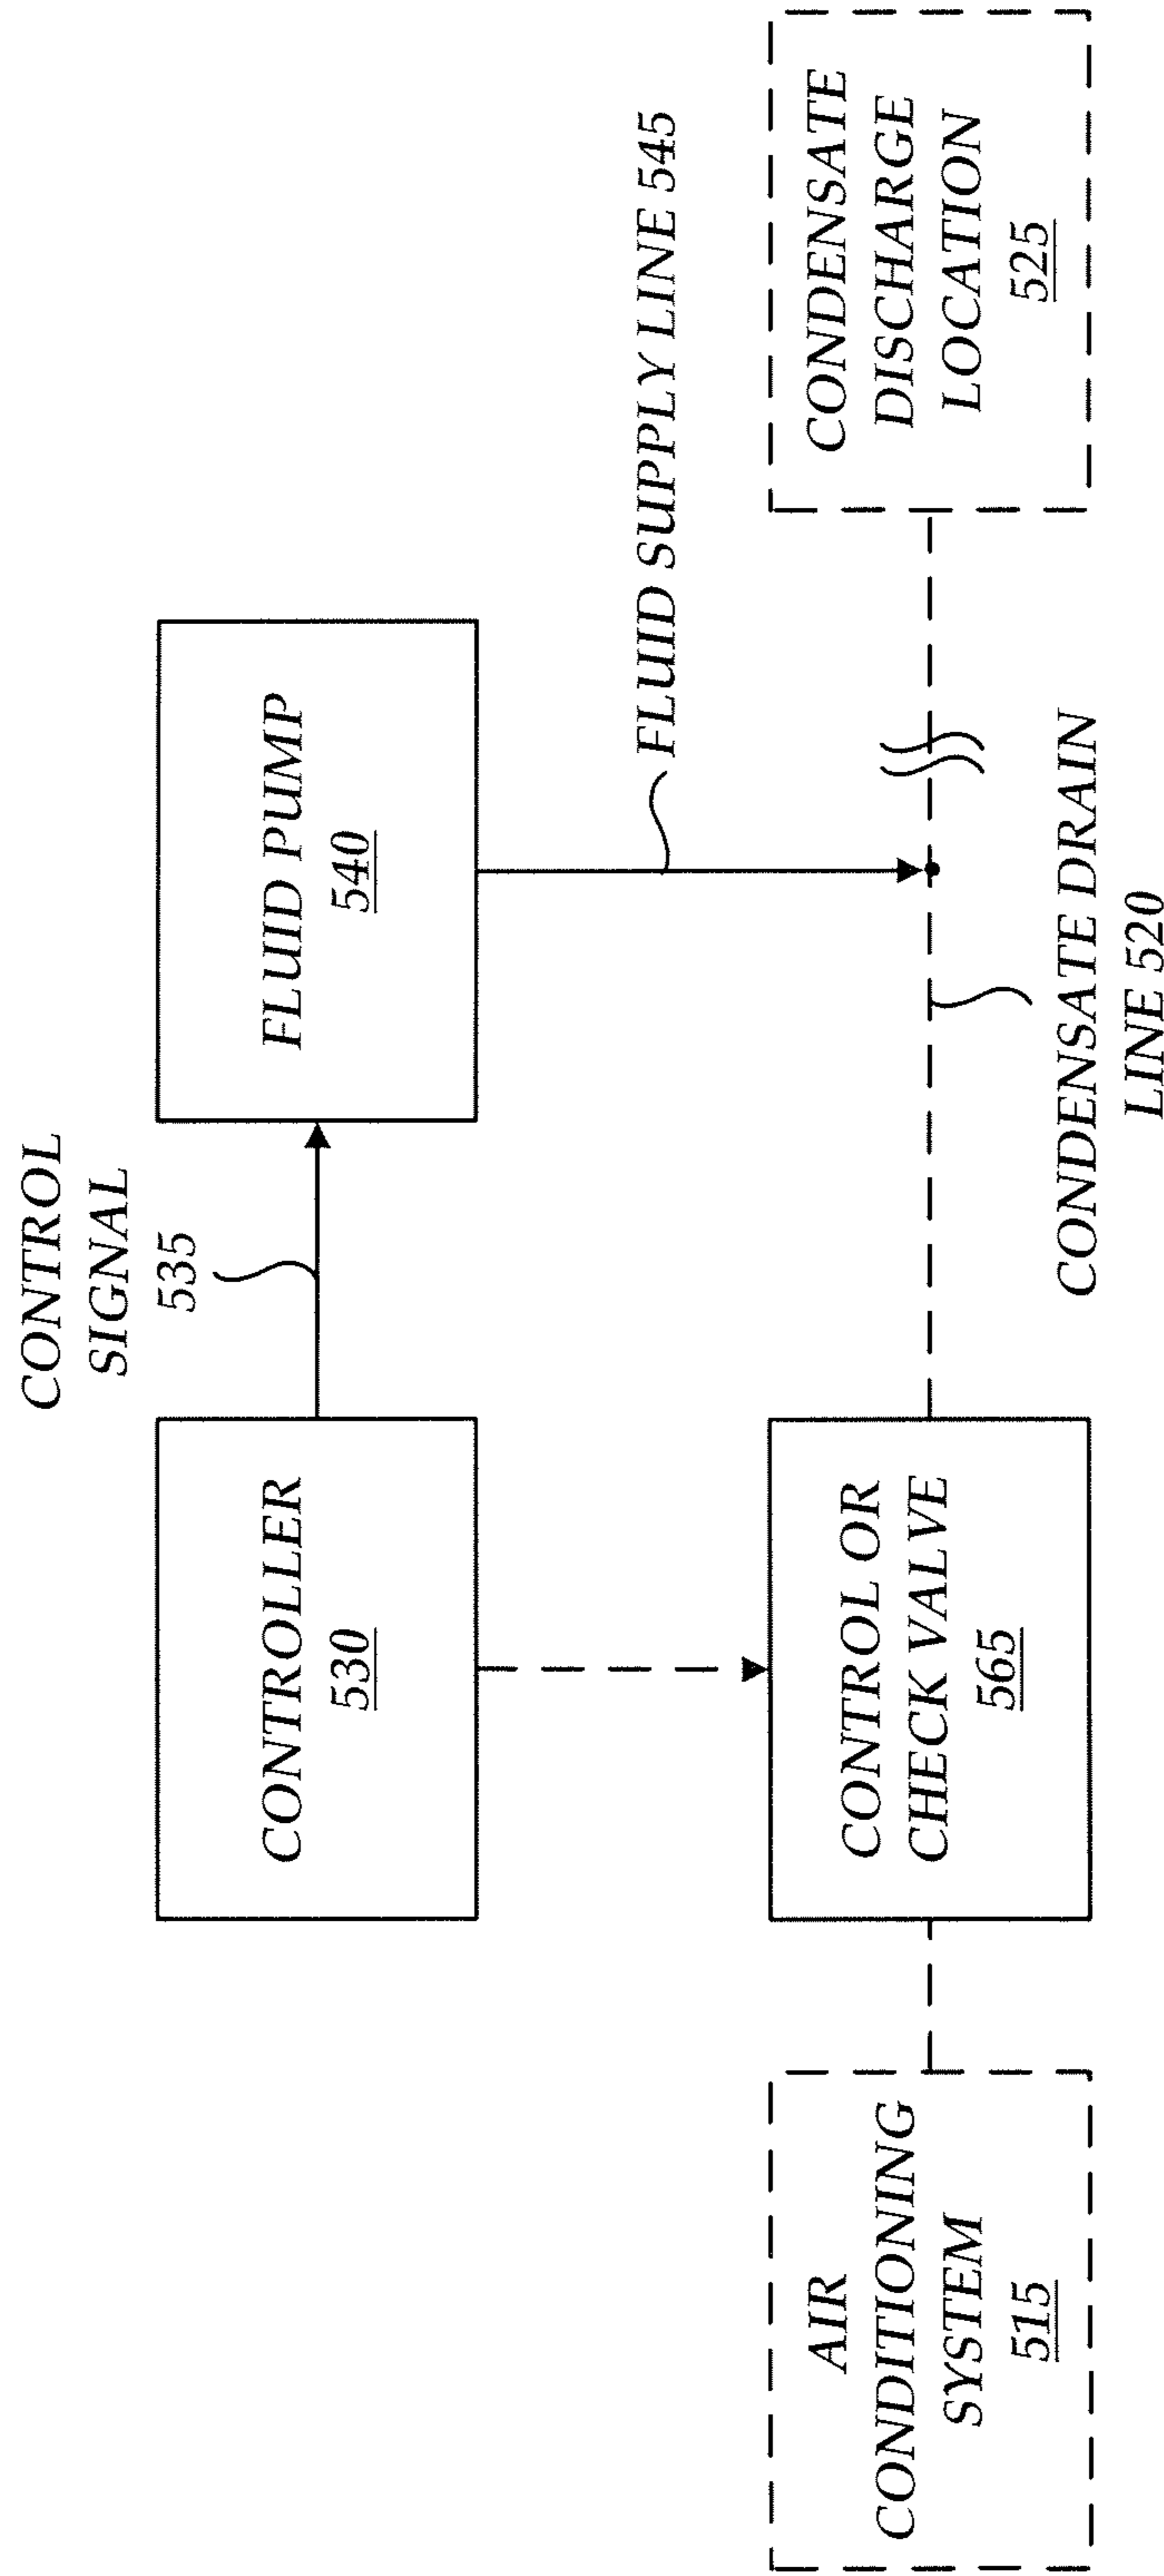 CONTROL
SIGNAL
535
CONTROLLER
530
FLUID PUMP
540
FLUID SUPPLY LINE 545
AIR
CONDITIONING
SYSTEM
515
CONTROL OR
CHECK VALVE
565
CONDENSATE
DISCHARGE
LOCATION
525
CONDENSATE DRAIN
LINE 520